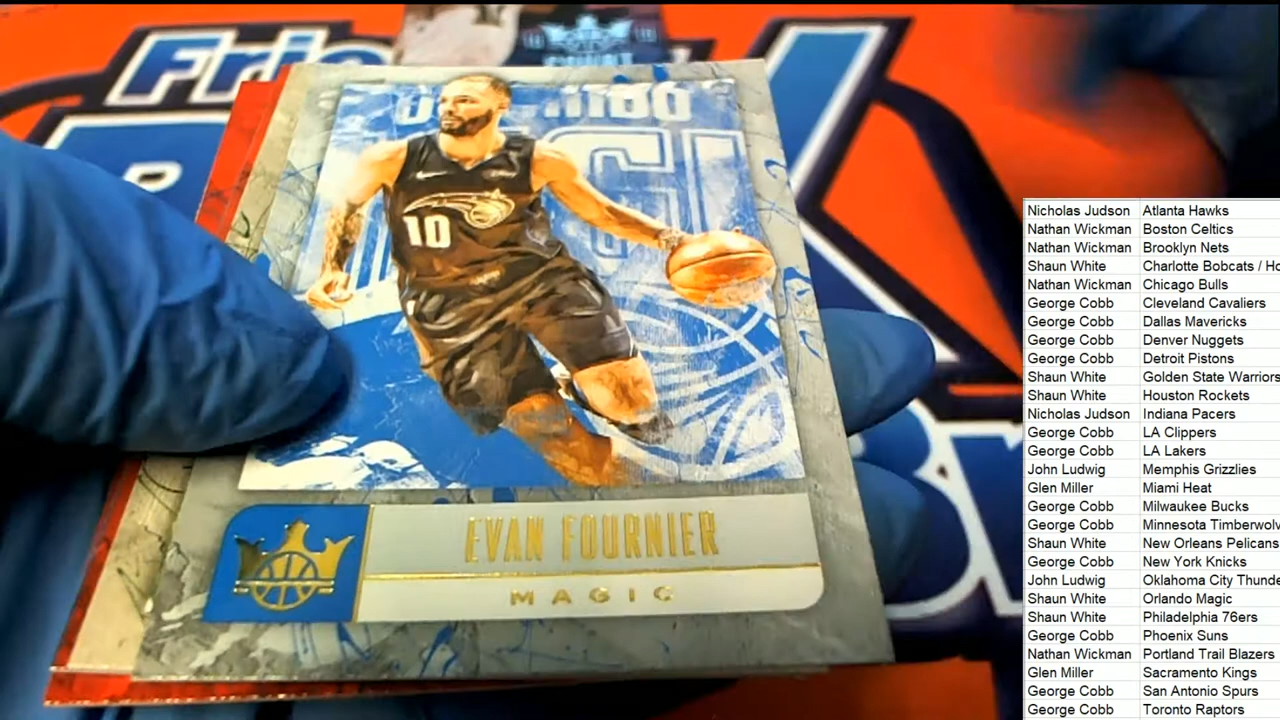 Frie
P
10
EVAN FOURNIER
MAGIC
Nicholas Judson Atlanta Hawks
Nathan Wickman Boston Celtics
Nathan Wickman Brooklyn Nets
Shaun White Charlotte Bobcats / Ho
Nathan Wickman Chicago Bulls
George Cobb Cleveland Cavaliers
George Cobb Dallas Mavericks
George Cobb Denver Nuggets
George Cobb Detroit Pistons
Shaun White Golden State Warriors
Shaun White Houston Rockets
Nicholas Judson Indiana Pacers
George Cobb LA Clippers
George Cobb LA Lakers
John Ludwig Memphis Grizzlies
Glen Miller Miami Heat
George Cobb Milwaukee Bucks
George Cobb Minnesota Timberwolv
Shaun White New Orleans Pelicans
George Cobb New York Knicks
John Ludwig Oklahoma City Thunde
Shaun White Orlando Magic
Shaun White Philadelphia 76ers
George Cobb Phoenix Suns
Nathan Wickman Portland Trail Blazers
Glen Miller Sacramento Kings
George Cobb San Antonio Spurs
George Cobb Toronto Raptors